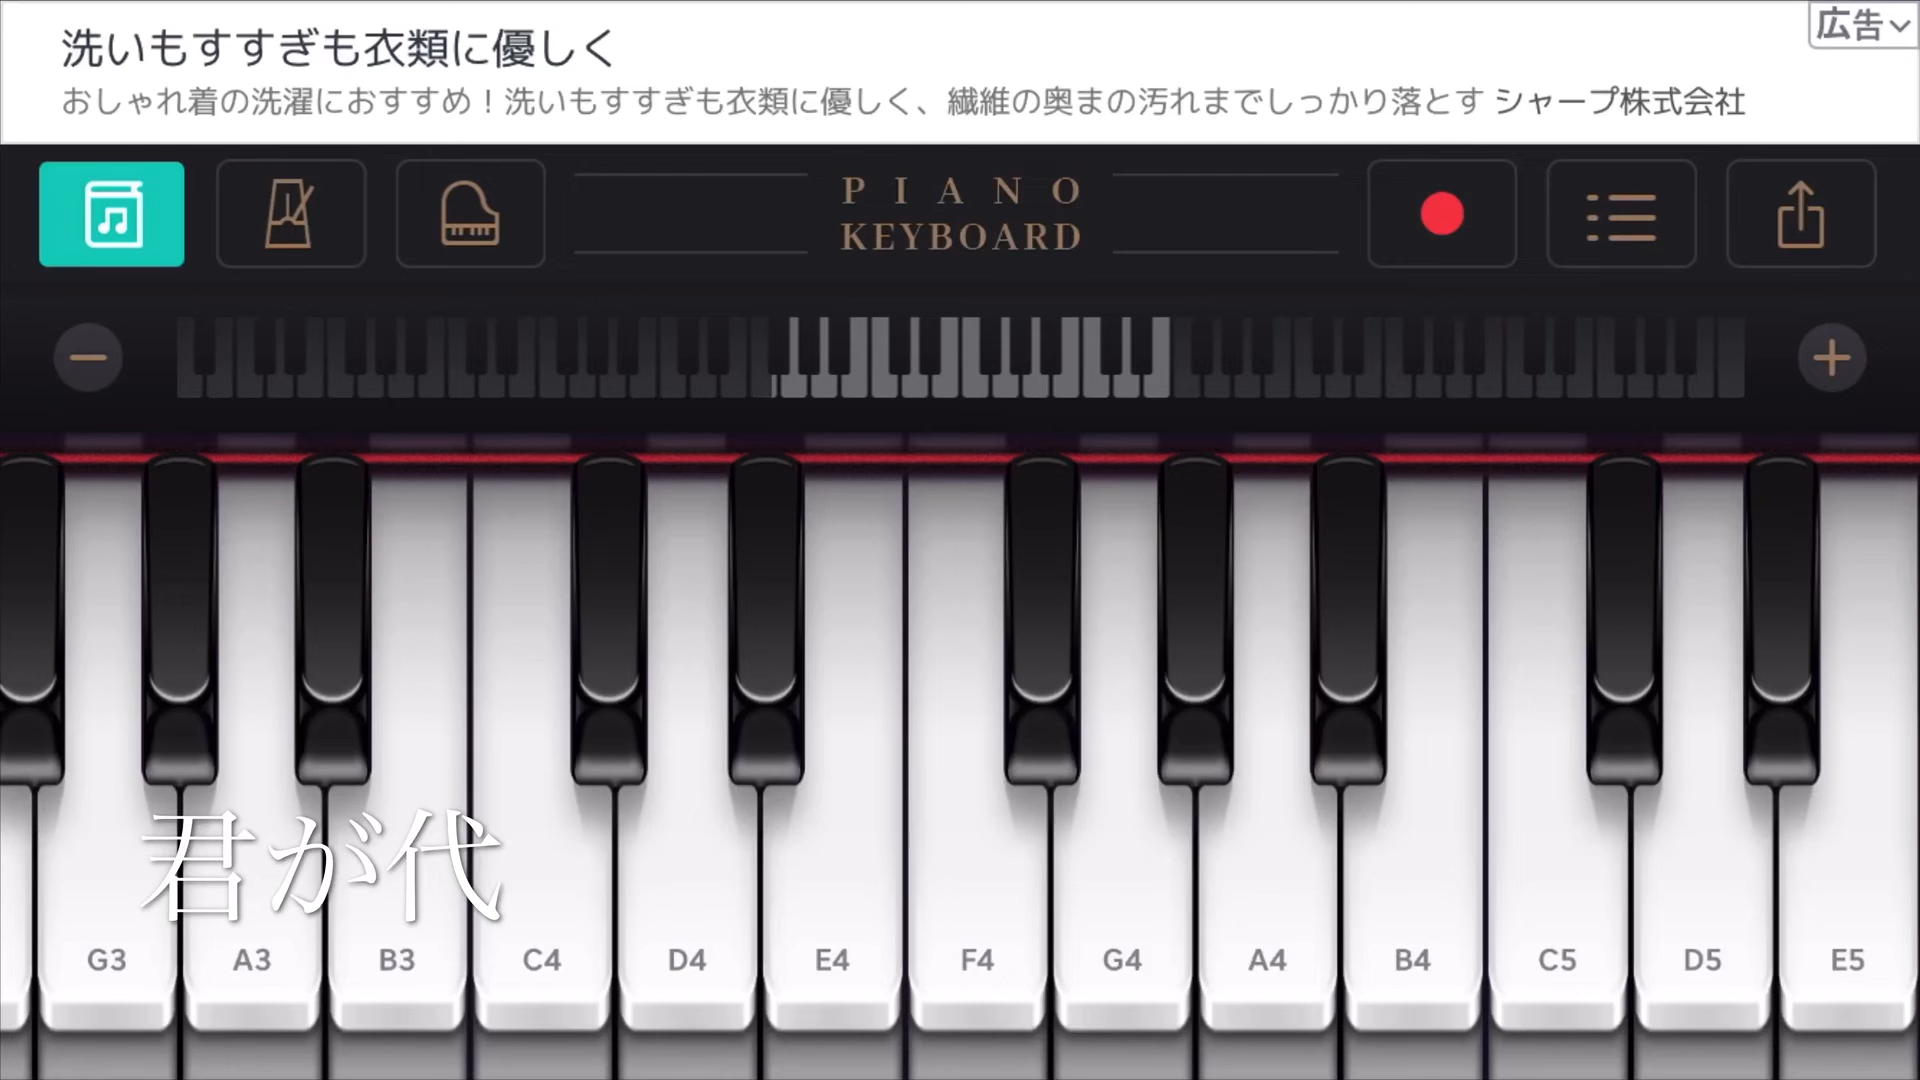 洗いもすすぎも衣類に優しく
広告
おしゃれ着の洗濯におすすめ！洗いもすすぎも衣類に優しく、繊維の奥まの汚れまでしっかり落とす シャープ株式会社
PIANO
KEYBOARD
君が代
G3 A3 B3 C4 D4 E4 F4 G4 A4 B4 C5 D5 E5